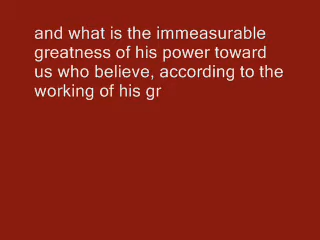 and what is the immeasurable
greatness of his power toward
us who believe, according to the
working of his gr